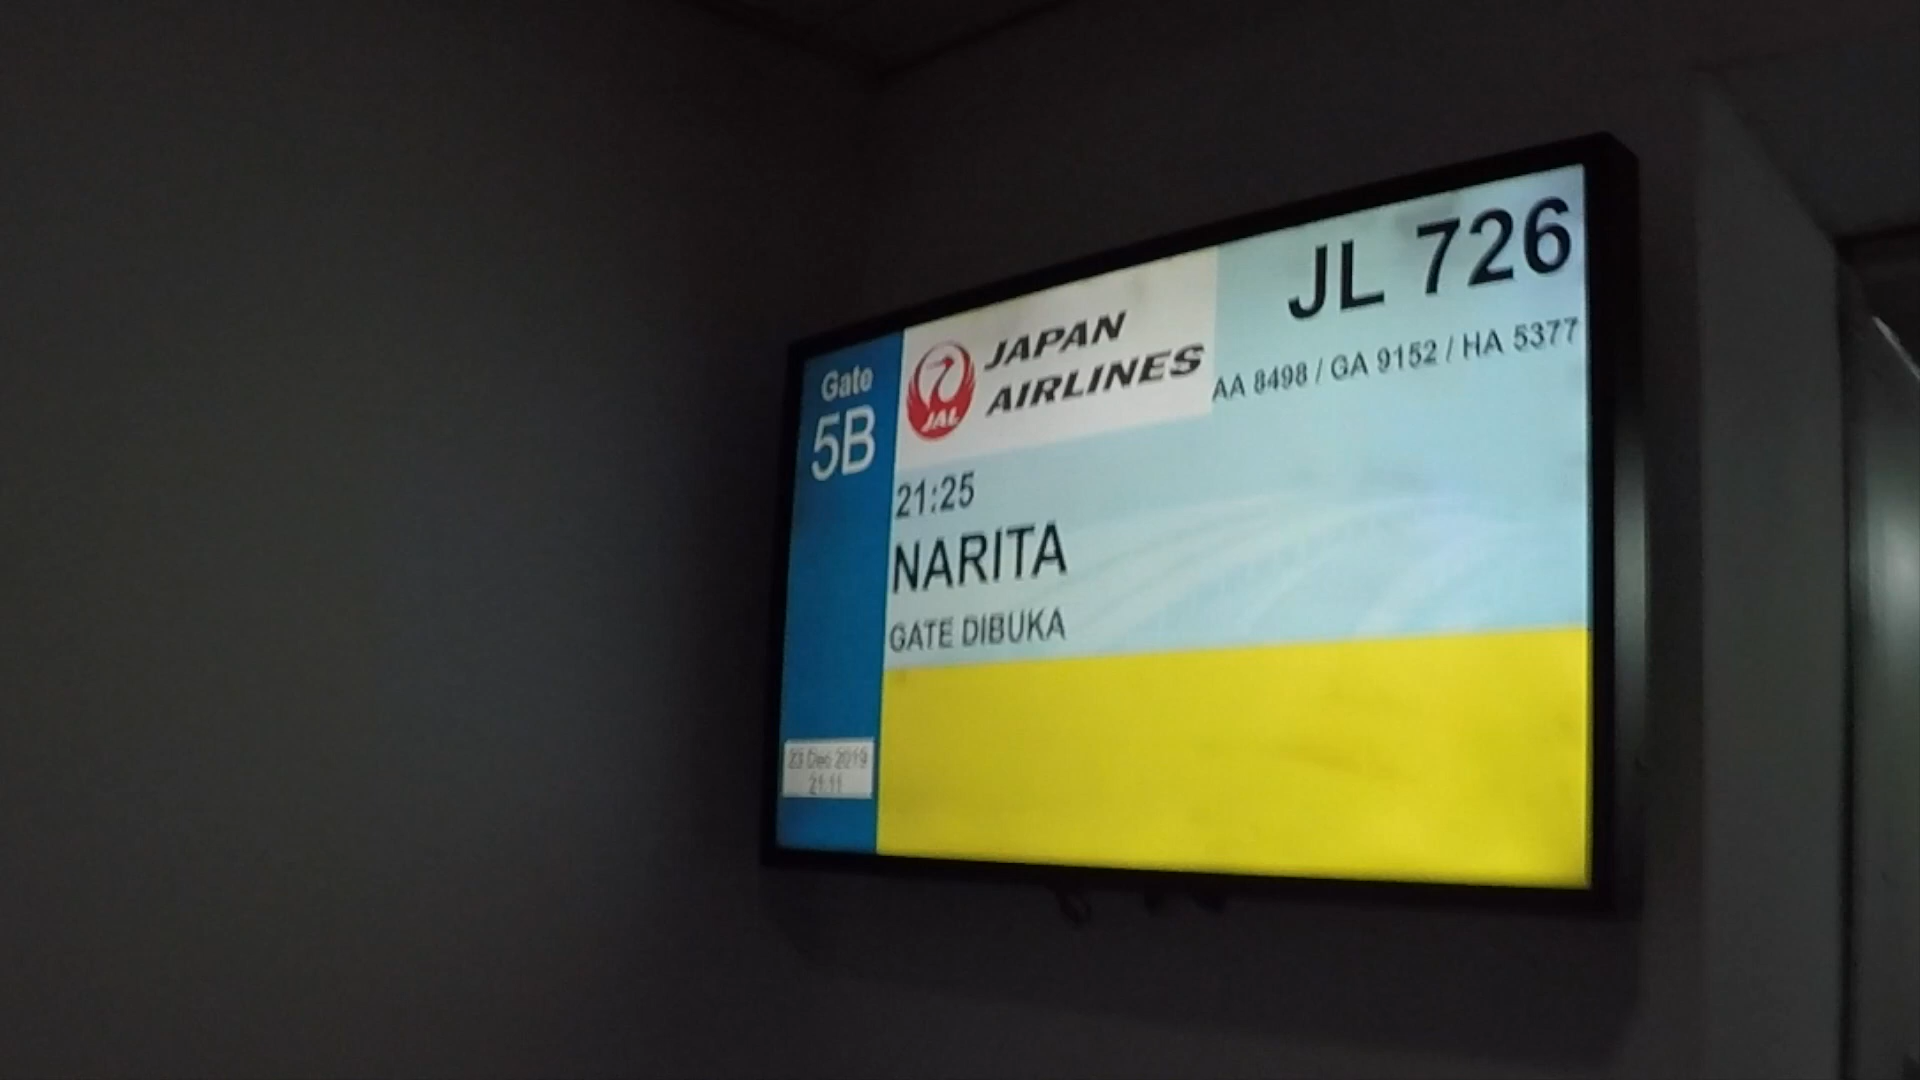 Gate
5B
JAL
JAPAN
AIRLINES
JL 726
AA 8498 / GA 9152 / HA 5377
21:25
NARITA
GATE DIBUKA
23 Dec 2019
21:11